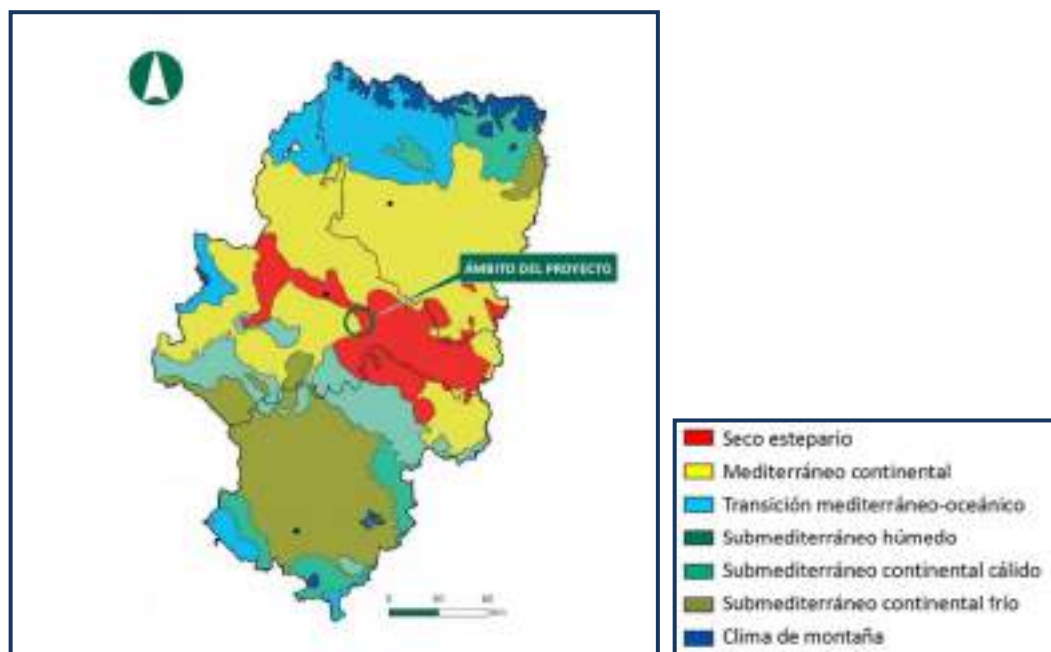 ÁMBITO DEL PROYECTO
Seco estepario
Mediterráneo continental
Transición mediterráneo-oceánico
Submediterráneo húmedo
Submediterráneo continental cálido
Submediterráneo continental frío
Clima de montaña